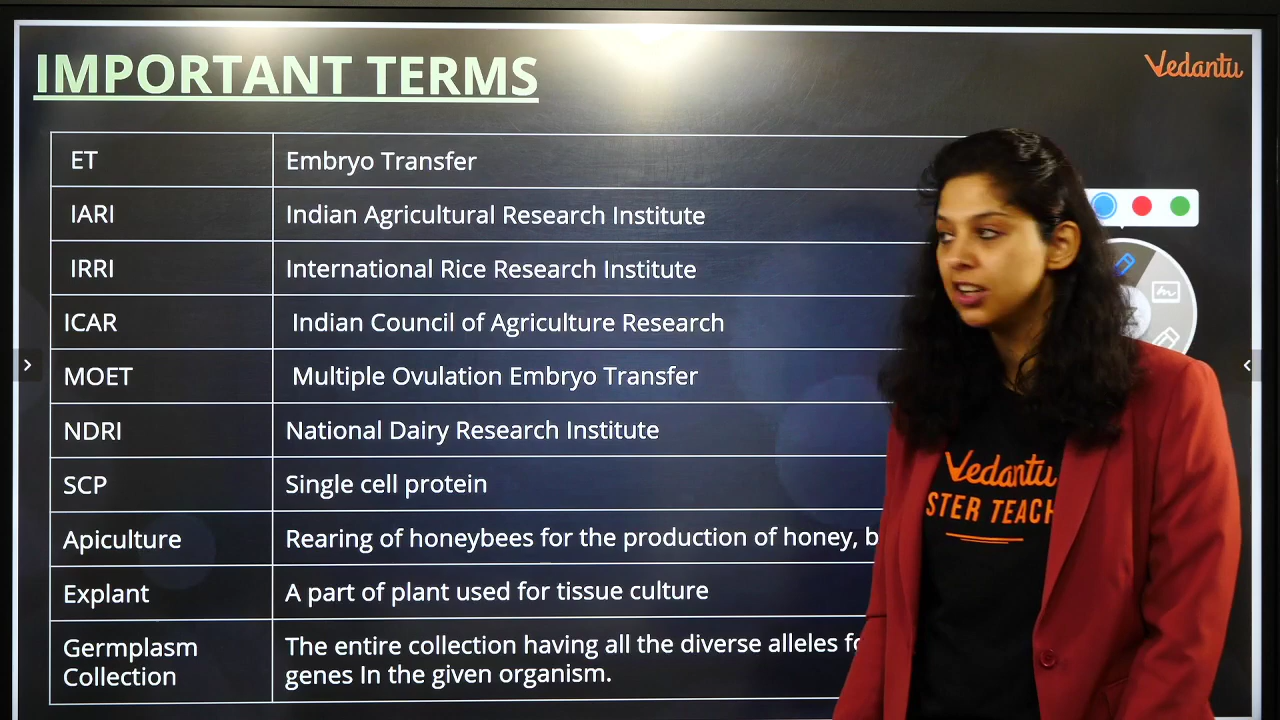 IMPORTANT TERMS
Vedantu
ET Embryo Transfer
IARI Indian Agricultural Research Institute
IRRI International Rice Research Institute
ICAR Indian Council of Agriculture Research
MOET Multiple Ovulation Embryo Transfer
NDRI National Dairy Research Institute
SCP Single cell protein
Apiculture Rearing of honeybees for the production of honey,
Explant A part of plant used for tissue culture
Germplasm Collection The entire collection having all the diverse alleles
genes In the given organism.
Vedantu